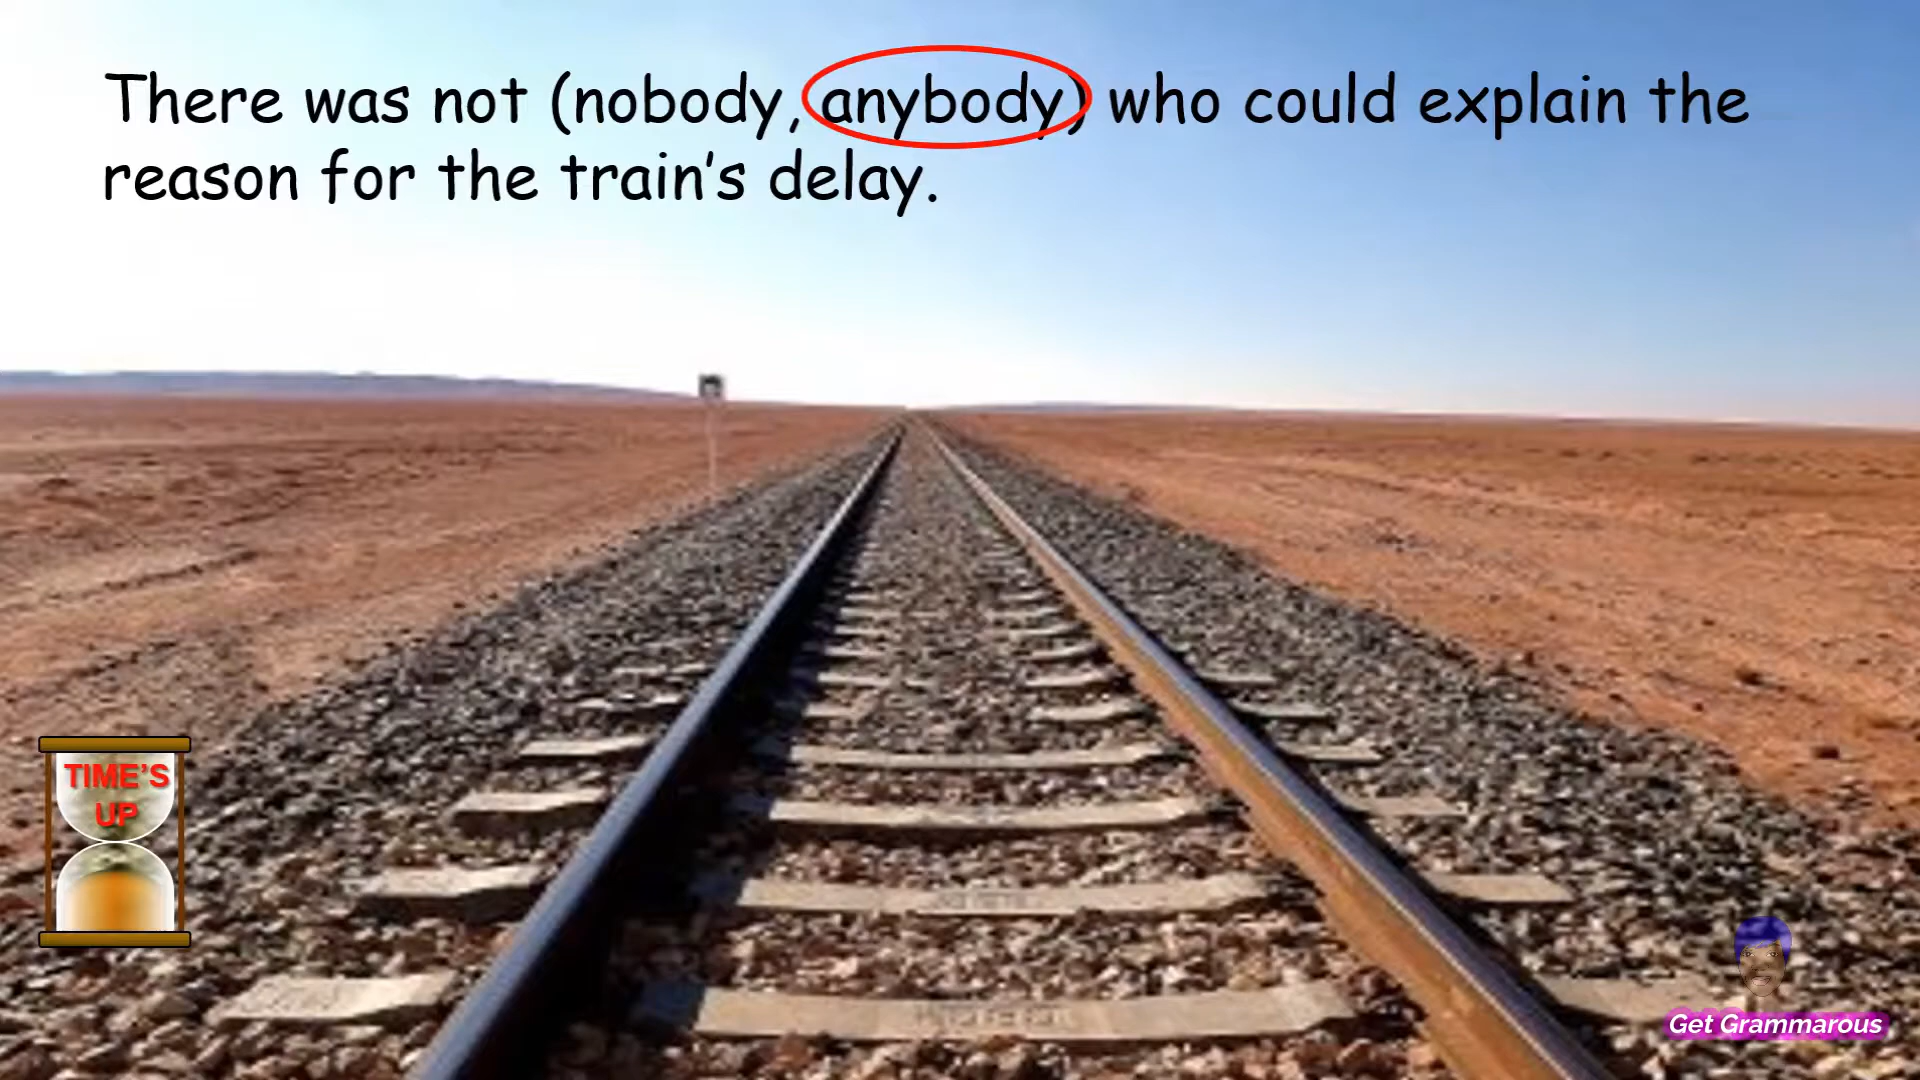 There was not (nobody, anybody) who could explain the
reason for the train's delay.
TIME'S
UP
Get Grammarous